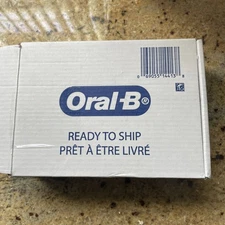 Oral-B®
READY TO SHIP
PRÊT À ÊTRE LIVRÉ